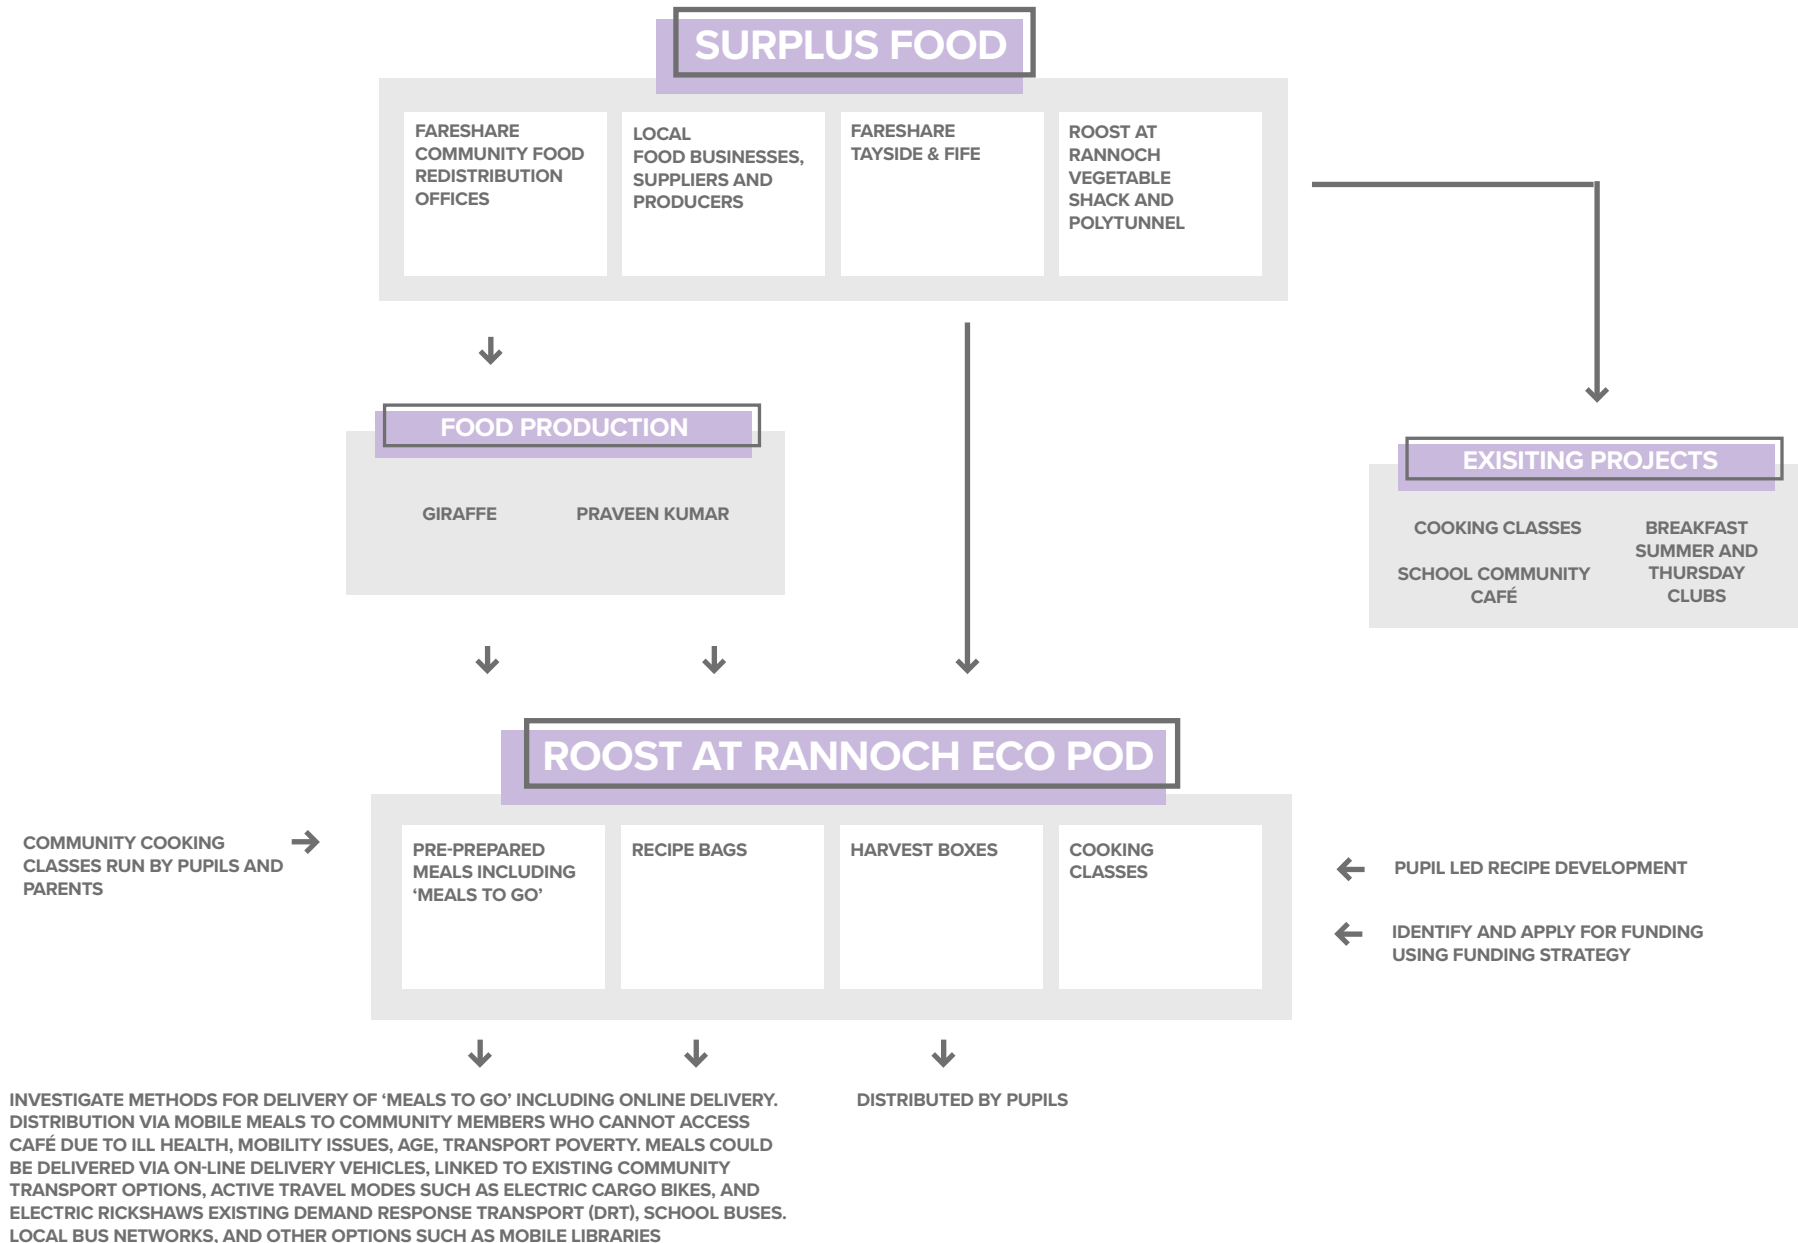 SURPLUS FOOD
FARESHARE
COMMUNITY FOOD
REDISTRIBUTION
OFFICES
LOCAL
FOOD BUSINESSES,
SUPPLIERS AND
PRODUCERS
FARESHARE
TAYSIDE & FIFE
ROOST AT
RANNOCH
VEGETABLE
SHACK AND
POLYTUNNEL
FOOD PRODUCTION
GIRAFFE
PRAVEEN KUMAR
EXISITING PROJECTS
COOKING CLASSES
SCHOOL COMMUNITY
CAFÉ
BREAKFAST
SUMMER AND
THURSDAY
CLUBS
ROOST AT RANNOCH ECO POD
COMMUNITY COOKING
CLASSES RUN BY PUPILS AND
PARENTS
PRE-PREPARED
MEALS INCLUDING
‘MEALS TO GO’
RECIPE BAGS
HARVEST BOXES
COOKING
CLASSES
PUPIL LED RECIPE DEVELOPMENT
IDENTIFY AND APPLY FOR FUNDING
USING FUNDING STRATEGY
INVESTIGATE METHODS FOR DELIVERY OF ‘MEALS TO GO’ INCLUDING ONLINE DELIVERY.
DISTRIBUTION VIA MOBILE MEALS TO COMMUNITY MEMBERS WHO CANNOT ACCESS
CAFÉ DUE TO ILL HEALTH, MOBILITY ISSUES, AGE, TRANSPORT POVERTY. MEALS COULD
BE DELIVERED VIA ON-LINE DELIVERY VEHICLES, LINKED TO EXISTING COMMUNITY
TRANSPORT OPTIONS, ACTIVE TRAVEL MODES SUCH AS ELECTRIC CARGO BIKES, AND
ELECTRIC RICKSHAWS EXISTING DEMAND RESPONSE TRANSPORT (DRT), SCHOOL BUSES.
LOCAL BUS NETWORKS, AND OTHER OPTIONS SUCH AS MOBILE LIBRARIES
DISTRIBUTED BY PUPILS